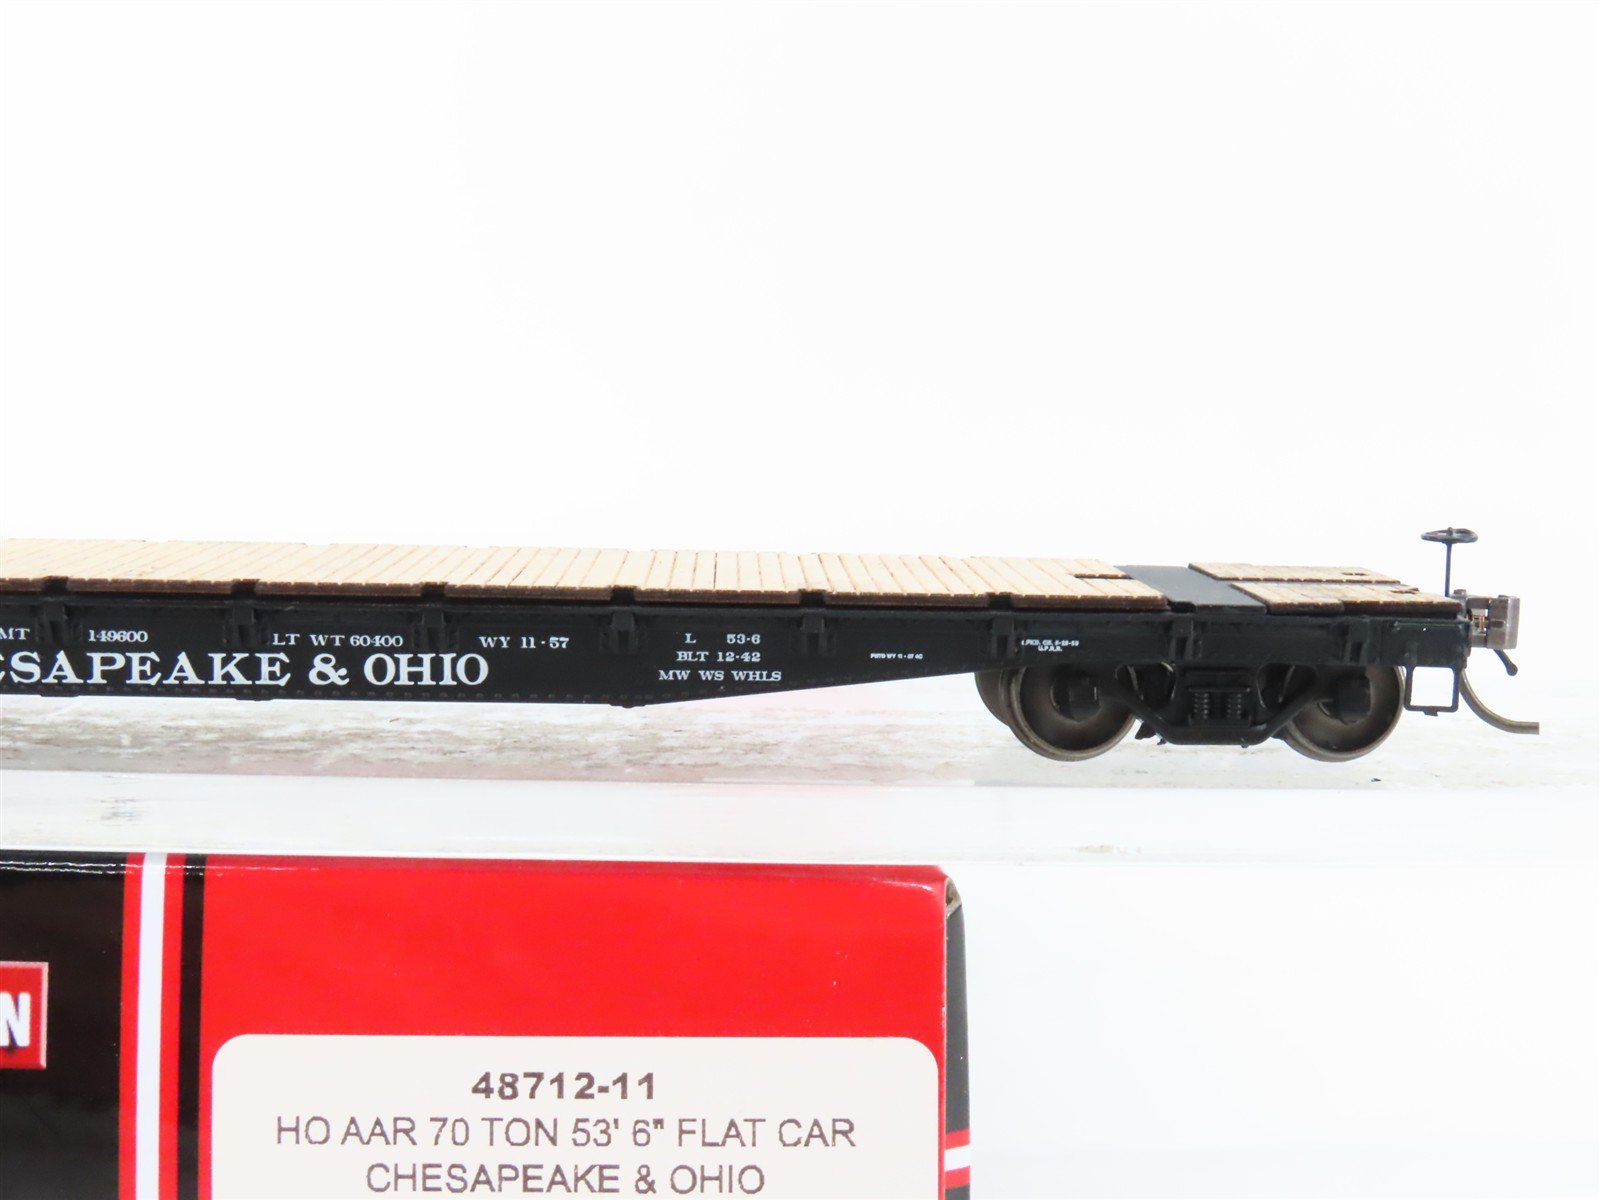 MT 149600 LT WT 60400 WY 11-57 L 53-6
ESAPEAKE & OHIO BLT 12-42
MW WS WHLS
U.P.R.R.
N
48712-11
HO AAR 70 TON 53' 6" FLAT CAR
CHESAPEAKE & OHIO